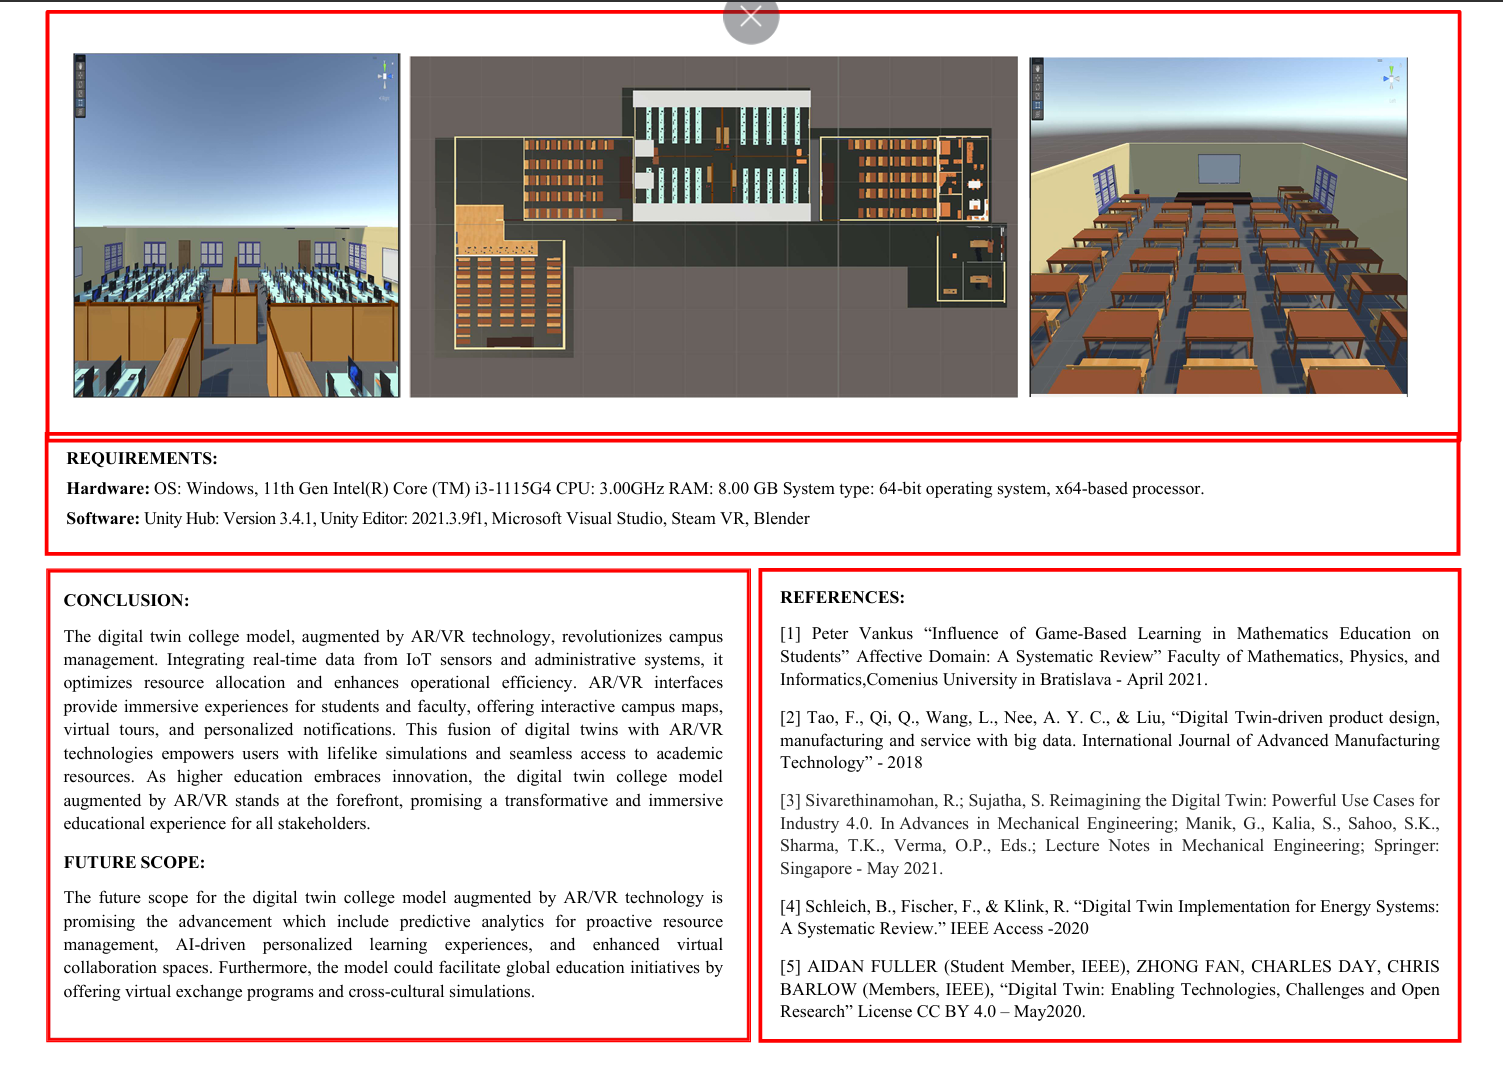 REQUIREMENTS:
Hardware: OS: Windows, 11th Gen Intel(R) Core (TM) i3-1115G4 CPU: 3.00GHz RAM: 8.00 GB System type: 64-bit operating system, x64-based processor.
Software: Unity Hub: Version 3.4.1, Unity Editor: 2021.3.9f1, Microsoft Visual Studio, Steam VR, Blender
CONCLUSION:
The digital twin college model, augmented by AR/VR technology, revolutionizes campus
management. Integrating real-time data from IoT sensors and administrative systems, it
optimizes resource allocation and enhances operational efficiency. AR/VR interfaces
provide immersive experiences for students and faculty, offering interactive campus maps,
virtual tours, and personalized notifications. This fusion of digital twins with AR/VR
technologies empowers users with lifelike simulations and seamless access to academic
resources. As higher education embraces innovation, the digital twin college model
augmented by AR/VR stands at the forefront, promising a transformative and immersive
educational experience for all stakeholders.
FUTURE SCOPE:
The future scope for the digital twin college model augmented by AR/VR technology is
promising the advancement which include predictive analytics for proactive resource
management, AI-driven personalized learning experiences, and enhanced virtual
collaboration spaces. Furthermore, the model could facilitate global education initiatives by
offering virtual exchange programs and cross-cultural simulations.
REFERENCES:
[1] Peter Vankus “Influence of Game-Based Learning in Mathematics Education on
Students” Affective Domain: A Systematic Review” Faculty of Mathematics, Physics, and
Informatics,Comenius University in Bratislava - April 2021.
[2] Tao, F., Qi, Q., Wang, L., Nee, A. Y. C., & Liu, “Digital Twin-driven product design,
manufacturing and service with big data. International Journal of Advanced Manufacturing
Technology” - 2018
[3] Sivarethinamohan, R.; Sujatha, S. Reimagining the Digital Twin: Powerful Use Cases for
Industry 4.0. In Advances in Mechanical Engineering; Manik, G., Kalia, S., Sahoo, S.K.,
Sharma, T.K., Verma, O.P., Eds.; Lecture Notes in Mechanical Engineering; Springer:
Singapore - May 2021.
[4] Schleich, B., Fischer, F., & Klink, R. “Digital Twin Implementation for Energy Systems:
A Systematic Review.” IEEE Access -2020
[5] AIDAN FULLER (Student Member, IEEE), ZHONG FAN, CHARLES DAY, CHRIS
BARLOW (Members, IEEE), “Digital Twin: Enabling Technologies, Challenges and Open
Research” License CC BY 4.0 – May2020.